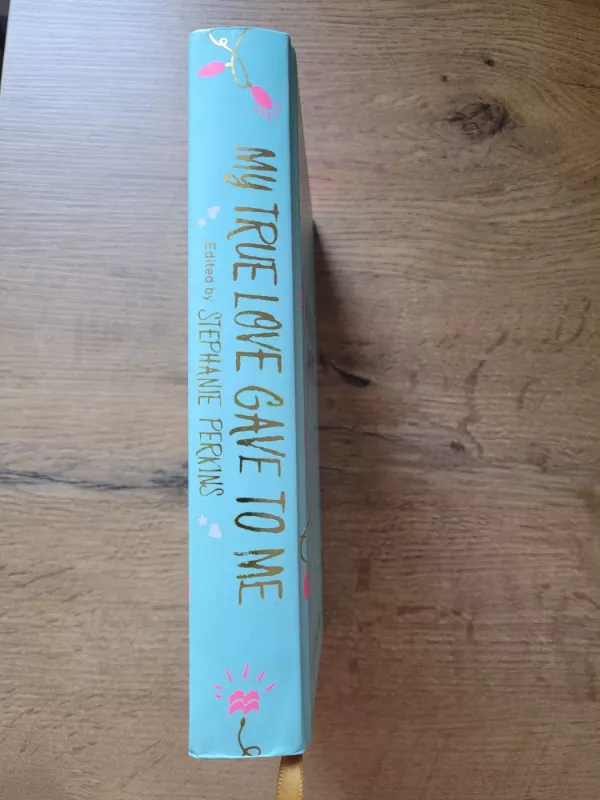 MY TRUE LOVE GAVE TO ME
Edited by STEPHANIE PERKINS